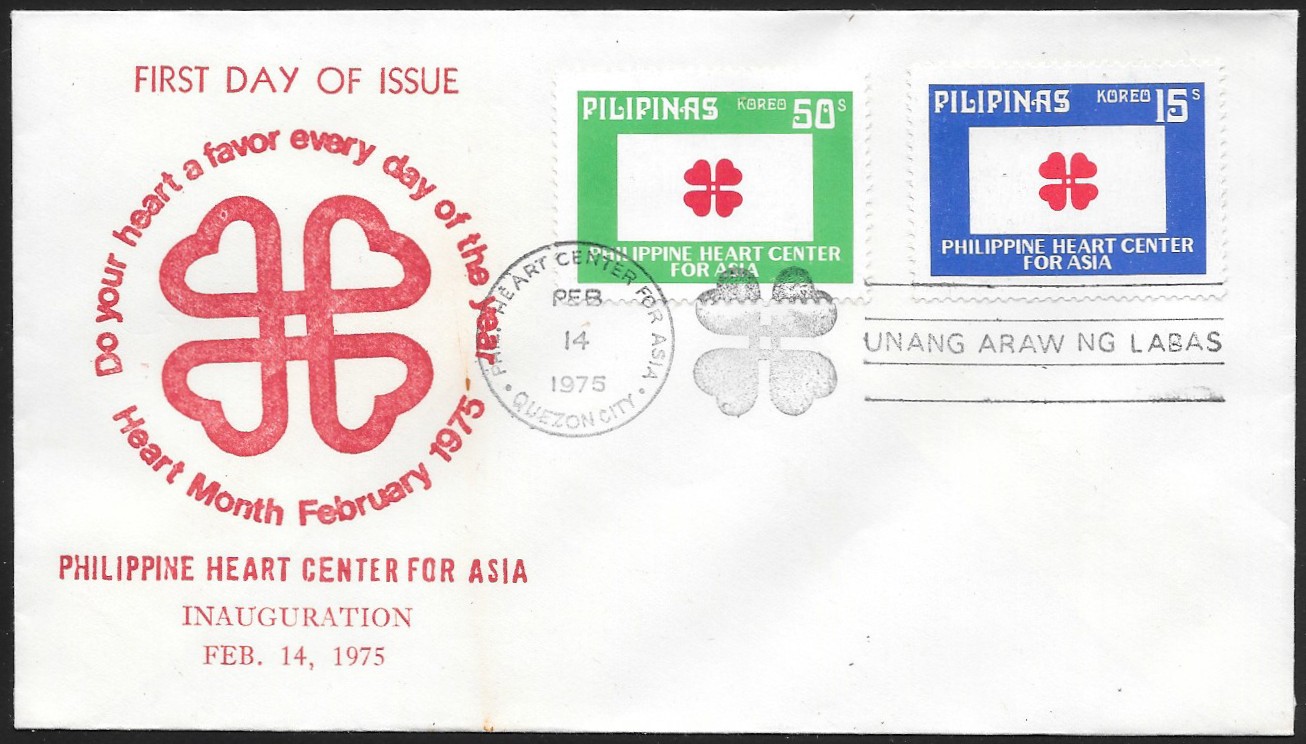 FIRST DAY OF ISSUE
Do your heart a favor every day of the year
Heart Month February 1975
PHILIPPINE HEART CENTER FOR ASIA
INAUGURATION
FEB. 14, 1975
PILIPINAS KOREO 50s
PHILIPPINE HEART CENTER
FOR ASIA
PILIPINAS KOREO 15s
PHILIPPINE HEART CENTER
FOR ASIA
PHIL. HEART CENTER FOR ASIA
FEB
14
1975
• QUEZON CITY •
UNANG ARAW NG LABAS